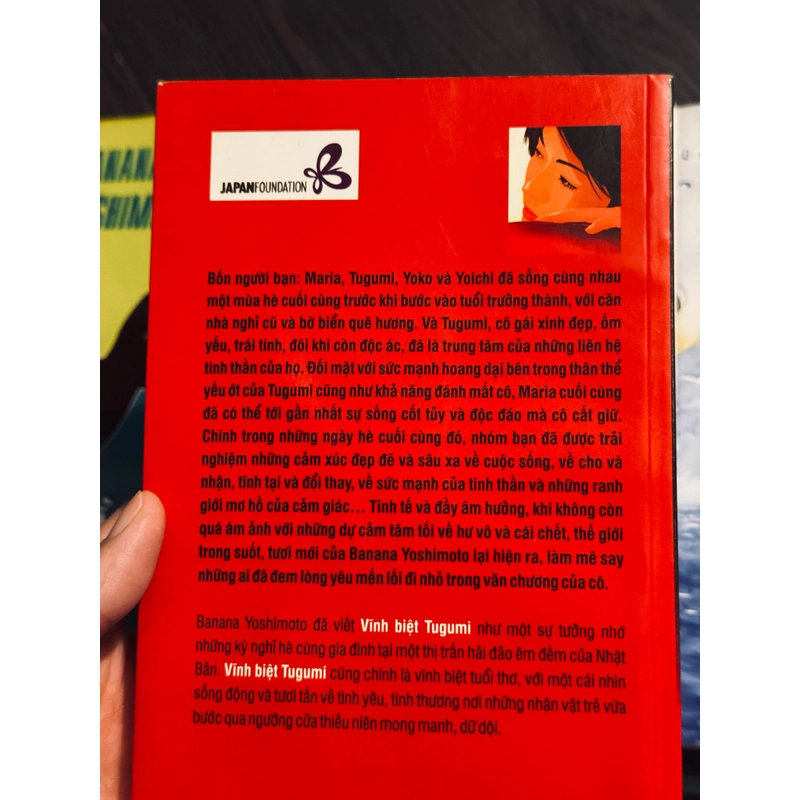 ANANA
SHIM
JAPANFOUNDATION
Bốn người bạn: Maria, Tugumi, Yoko và Yoichi đã sống cùng nhau
một mùa hè cuối cùng trước khi bước vào tuổi trưởng thành, với căn
nhà nghỉ cũ và bờ biển quê hương. Và Tugumi, cô gái xinh đẹp, ốm
yếu, trái tính, đôi khi còn độc ác, đã là trung tâm của những liên hệ
tinh thần của họ. Đối mặt với sức mạnh hoang dại bên trong thân thể
yếu ớt của Tugumi cũng như khả năng đánh mất cô, Maria cuối cùng
đã có thể tới gần nhất sự sống cốt tủy và độc đáo mà cô cất giữ.
Chính trong những ngày hè cuối cùng đó, nhóm bạn đã được trải
nghiệm những cảm xúc đẹp đẽ và sâu xa về cuộc sống, về cho và
nhận, tĩnh tại và đổi thay, về sức mạnh của tinh thần và những ranh
giới mơ hồ của cảm giác... Tinh tế và đầy âm hưởng, khi không còn
quá ám ảnh với những dự cảm tăm tối về hư vô và cái chết, thế giới
trong suốt, tươi mới của Banana Yoshimoto lại hiện ra, làm mê say
những ai đã đem lòng yêu mến lối đi nhỏ trong văn chương của cô.
Banana Yoshimoto đã viết Vĩnh biệt Tugumi như một sự tưởng nhớ
những kỳ nghỉ hè cùng gia đình tại một thị trấn hải đảo êm đềm của Nhật
Bản. Vĩnh biệt Tugumi cũng chính là vĩnh biệt tuổi thơ, với một cái nhìn
sống động và tươi tắn về tình yêu, tình thương nơi những nhân vật trẻ vừa
bước qua ngưỡng cửa thiếu niên mong manh, dữ dội.